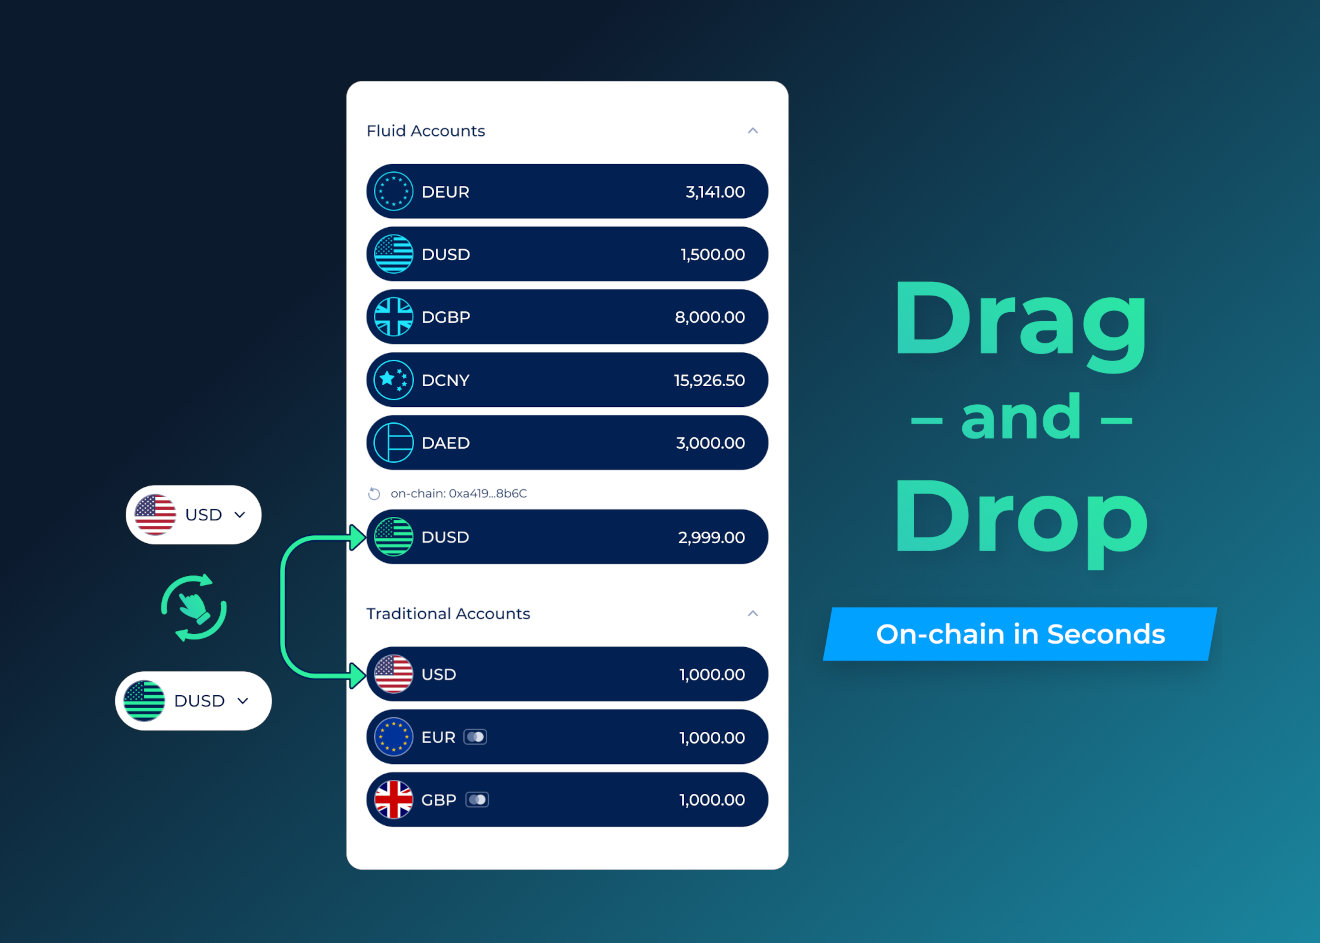 Fluid Accounts
DEUR 3,141.00
DUSD 1,500.00
DGBP 8,000.00
DCNY 15,926.50
DAED 3,000.00
on-chain: 0xa419...8b6C
DUSD 2,999.00
Traditional Accounts
USD 1,000.00
EUR 1,000.00
GBP 1,000.00
USD
DUSD
Drag
– and –
Drop
On-chain in Seconds